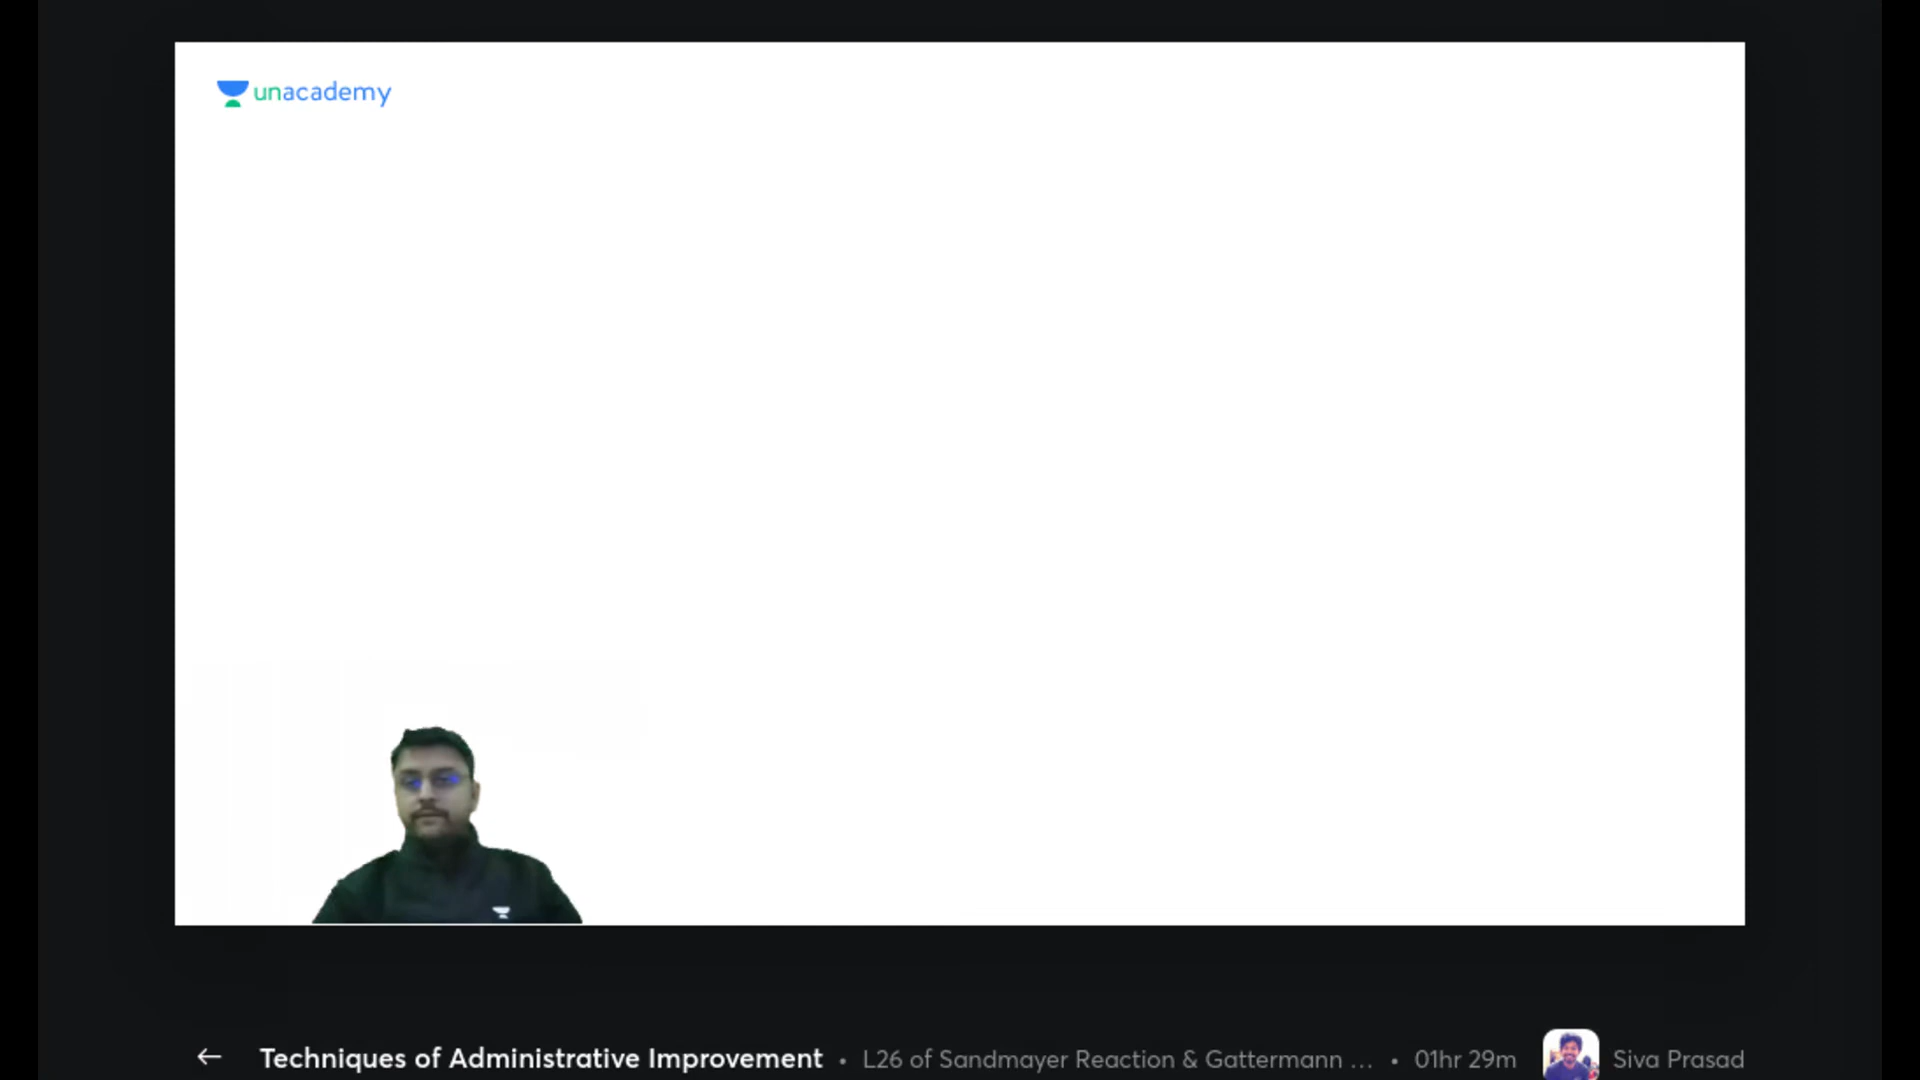 unacademy
Techniques of Administrative Improvement • L26 of Sandmayer Reaction & Gattermann ... • 01hr 29m Siva Prasad